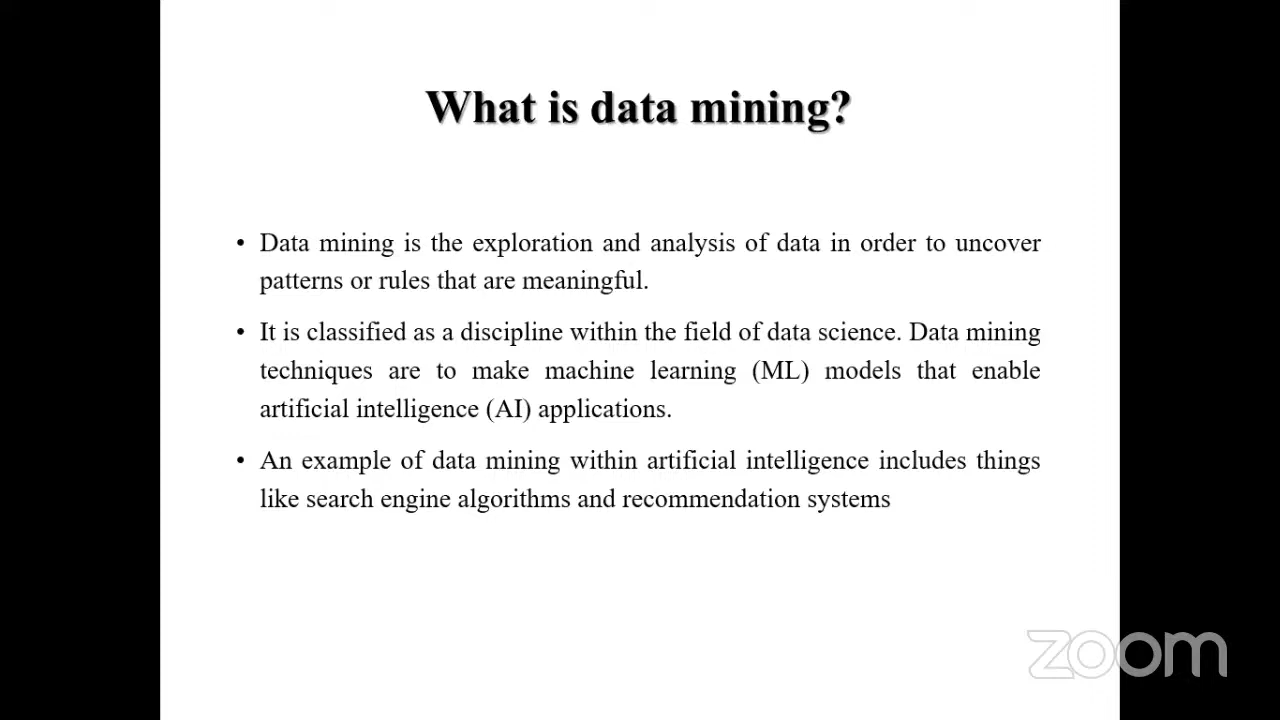 What is data mining?
• Data mining is the exploration and analysis of data in order to uncover
patterns or rules that are meaningful.
• It is classified as a discipline within the field of data science. Data mining
techniques are to make machine learning (ML) models that enable
artificial intelligence (AI) applications.
• An example of data mining within artificial intelligence includes things
like search engine algorithms and recommendation systems
zoom